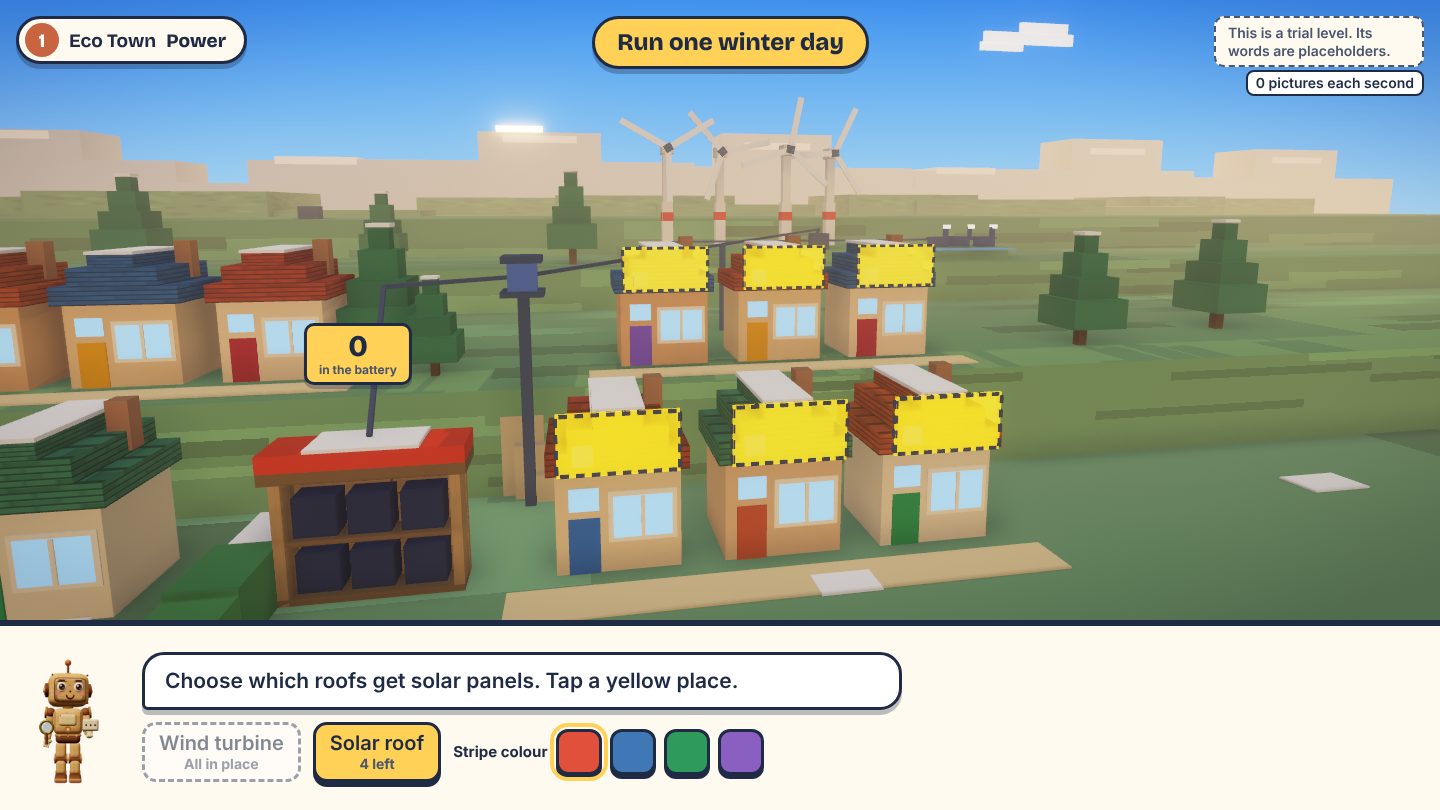 1 Eco Town Power
Run one winter day
This is a trial level. Its
words are placeholders.
0 pictures each second
0
in the battery
Choose which roofs get solar panels. Tap a yellow place.
Wind turbine
All in place
Solar roof
4 left
Stripe colour